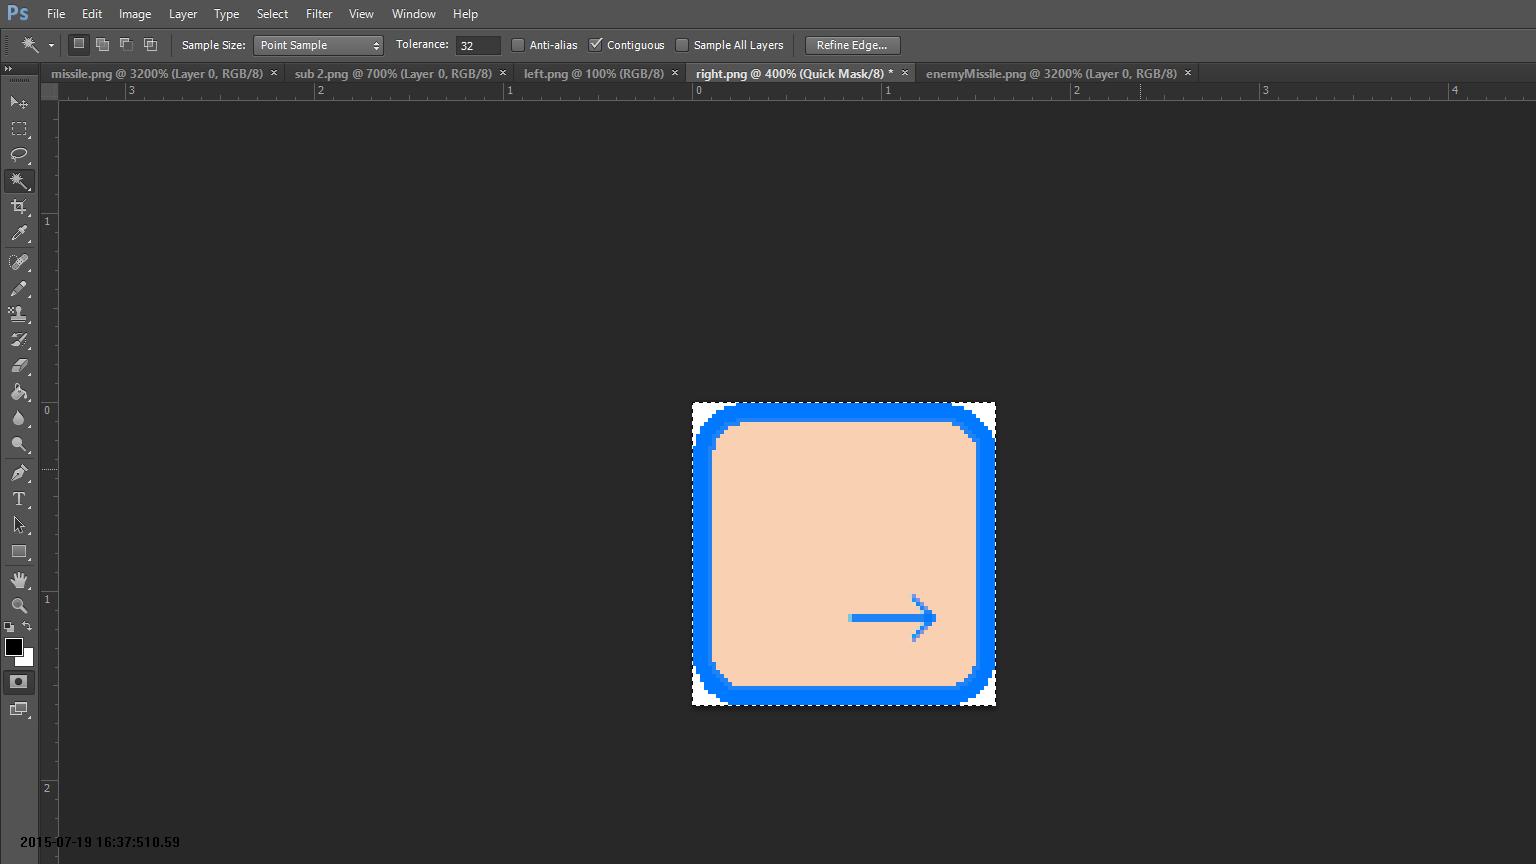 Ps File Edit Image Layer Type Select Filter View Window Help
Sample Size: Point Sample Tolerance: 32 Anti-alias Contiguous Sample All Layers Refine Edge...
missile.png @ 3200% (Layer 0, RGB/8) × sub 2.png @ 700% (Layer 0, RGB/8) × left.png @ 100% (RGB/8) × right.png @ 400% (Quick Mask/8) * × enemyMissile.png @ 3200% (Layer 0, RGB/8) ×
3 2 1 0 1 2 3 4
1
0
1
2
2015-07-19 16:37:510.59